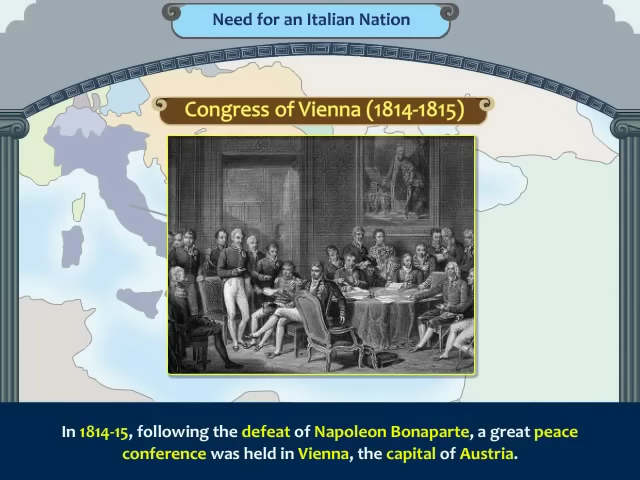 Need for an Italian Nation
Congress of Vienna (1814-1815)
In 1814-15, following the defeat of Napoleon Bonaparte, a great peace
conference was held in Vienna, the capital of Austria.